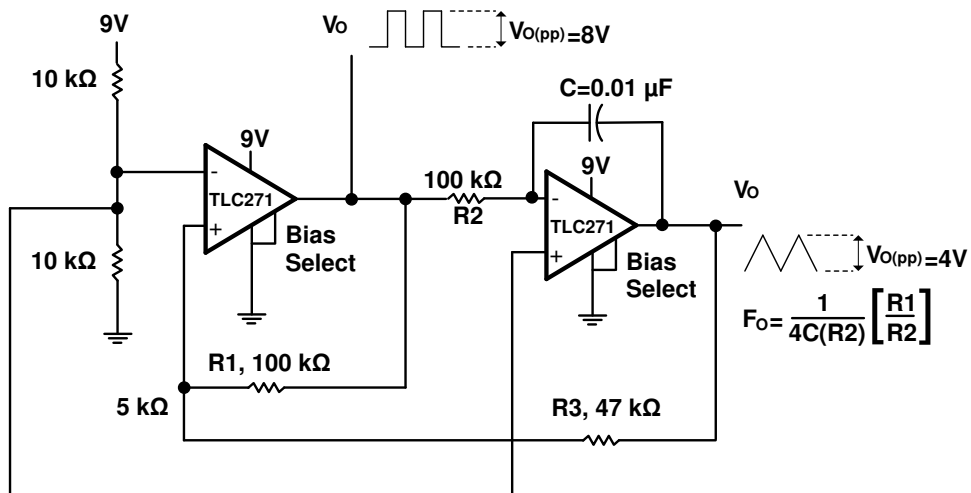 9V
10 kΩ
10 kΩ
9V
-
TLC271
+
Bias
Select
VO
VO(pp)=8V
C=0.01 µF
100 kΩ
R2
9V
-
TLC271
+
Bias
Select
VO
VO(pp)=4V
FO= 1/4C(R2) [R1/R2]
R1, 100 kΩ
5 kΩ
R3, 47 kΩ